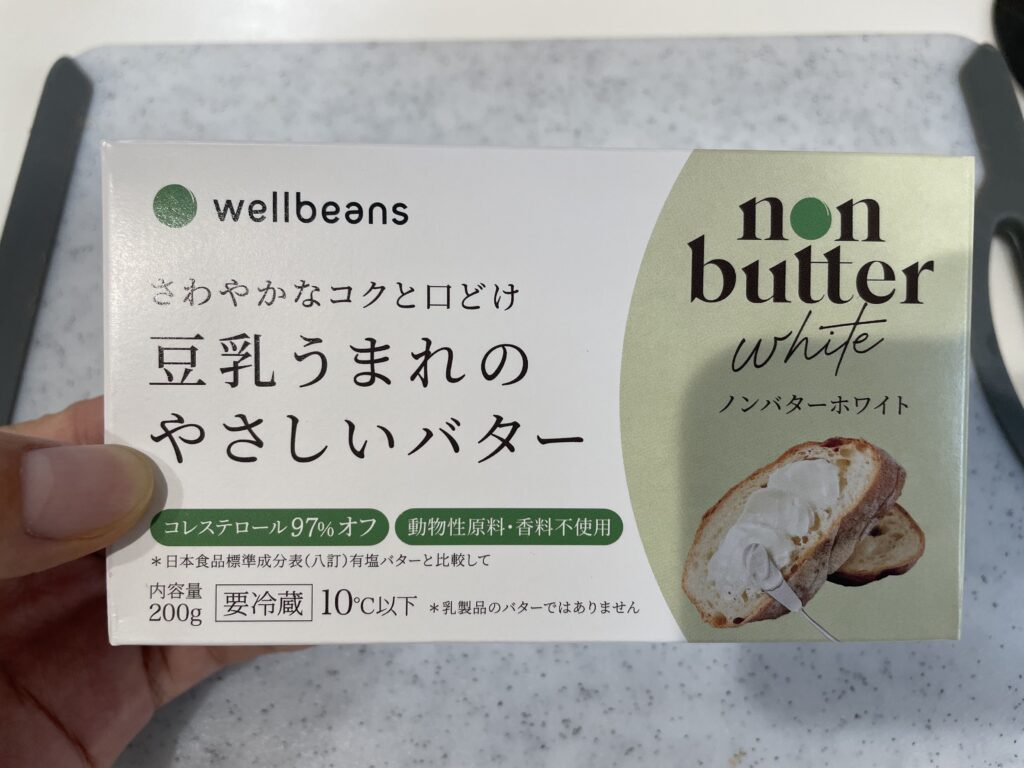 wellbeans
さわやかなコクと口どけ
豆乳うまれの
やさしいバター
コレステロール97%オフ
動物性原料・香料不使用
*日本食品標準成分表(八訂)有塩バターと比較して
内容量
200g
要冷蔵 10℃以下 *乳製品のバターではありません
non
butter
white
ノンバターホワイト